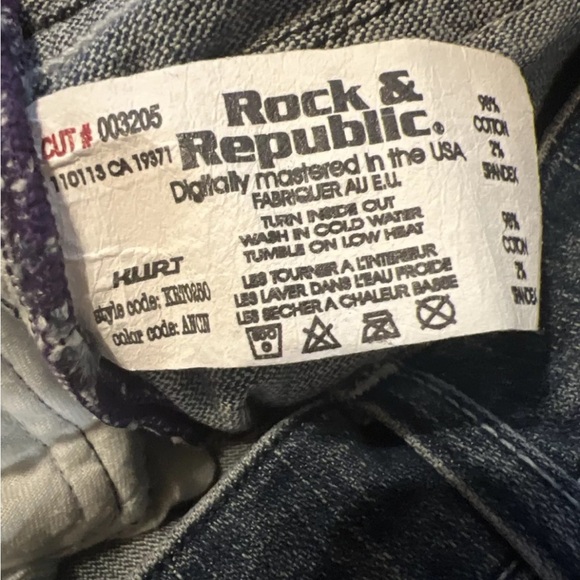 CUT # 003205
110113 CA 19371
Rock &
Republic®
Digitally mastered in the USA
FABRIQUER AU E.U.
TURN INSIDE OUT
WASH IN COLD WATER
TUMBLE ON LOW HEAT
LES TOURNER A L'INTERIEUR
LES LAVER DANS L'EAU FROIDE
LES SECHER A CHALEUR BASSE
KURT
style code:
color code:
98%
COTTON
2%
SPANDEX
98%
COTON
2%
SPANDEX